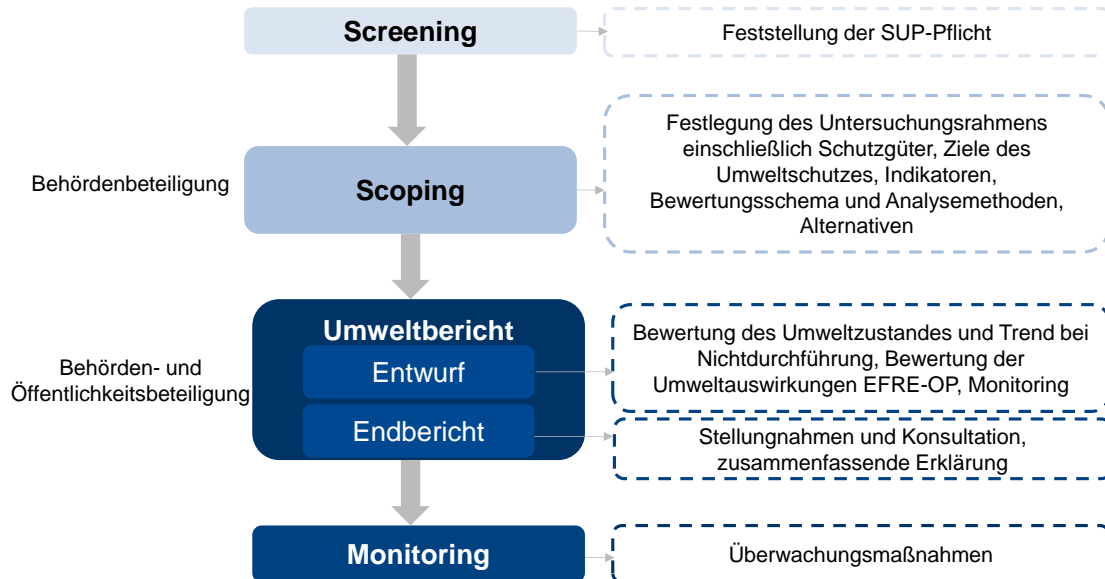 Screening
Feststellung der SUP-Pflicht
Behördenbeteiligung
Scoping
Festlegung des Untersuchungsrahmens
einschließlich Schutzgüter, Ziele des
Umweltschutzes, Indikatoren,
Bewertungsschema und Analysemethoden,
Alternativen
Behörden- und
Öffentlichkeitsbeteiligung
Umweltbericht
Entwurf
Bewertung des Umweltzustandes und Trend bei
Nichtdurchführung, Bewertung der
Umweltauswirkungen EFRE-OP, Monitoring
Endbericht
Stellungnahmen und Konsultation,
zusammenfassende Erklärung
Monitoring
Überwachungsmaßnahmen